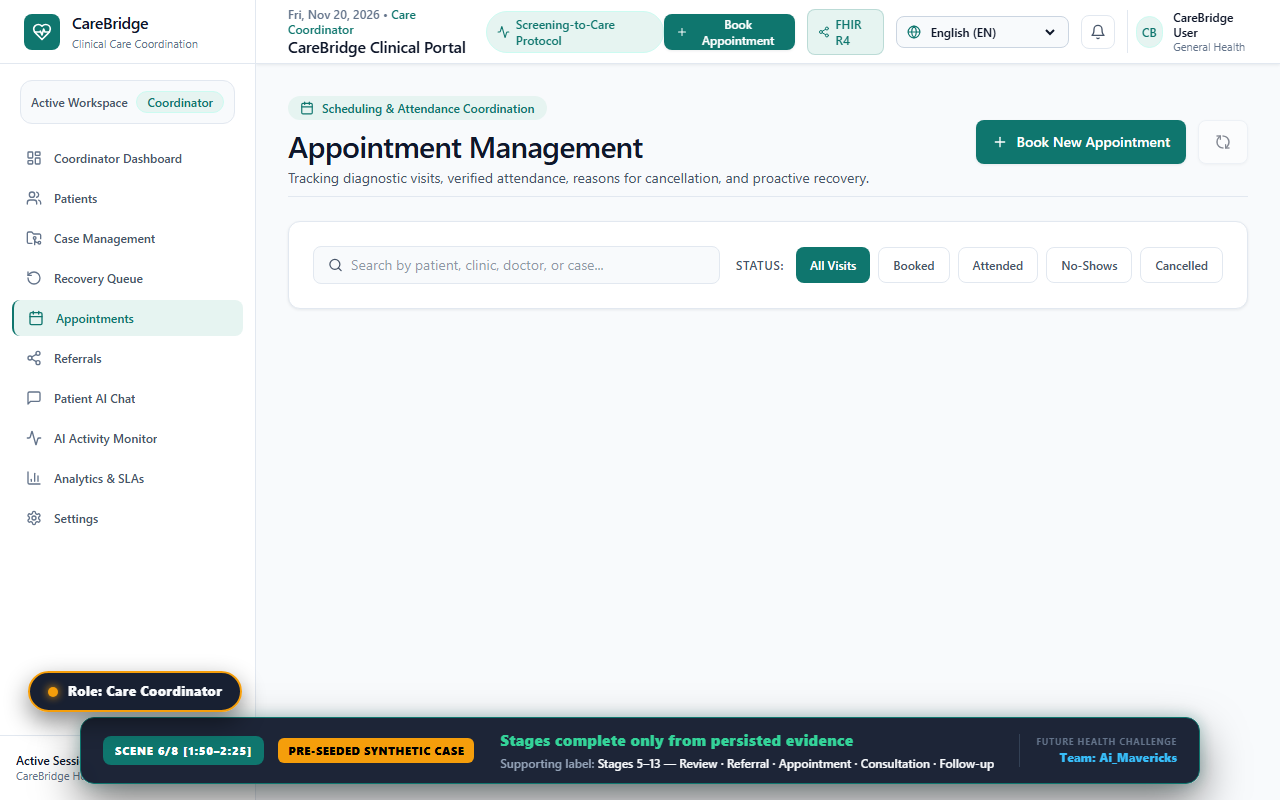 CareBridge
Clinical Care Coordination
Fri, Nov 20, 2026 • Care
Coordinator
CareBridge Clinical Portal
Screening-to-Care
Protocol
Book
Appointment
FHIR
R4
English (EN)
CB
CareBridge
User
General Health
Active Workspace
Coordinator
Coordinator Dashboard
Patients
Case Management
Recovery Queue
Appointments
Referrals
Patient AI Chat
AI Activity Monitor
Analytics & SLAs
Settings
Scheduling & Attendance Coordination
Appointment Management
Tracking diagnostic visits, verified attendance, reasons for cancellation, and proactive recovery.
Book New Appointment
Search by patient, clinic, doctor, or case...
STATUS:
All Visits
Booked
Attended
No-Shows
Cancelled
Role: Care Coordinator
Active
CareBridge
SCENE 6/8 [1:50–2:25]
PRE-SEEDED SYNTHETIC CASE
Stages complete only from persisted evidence
Supporting label: Stages 5–13 — Review · Referral · Appointment · Consultation · Follow-up
FUTURE HEALTH CHALLENGE
Team: Ai_Mavericks